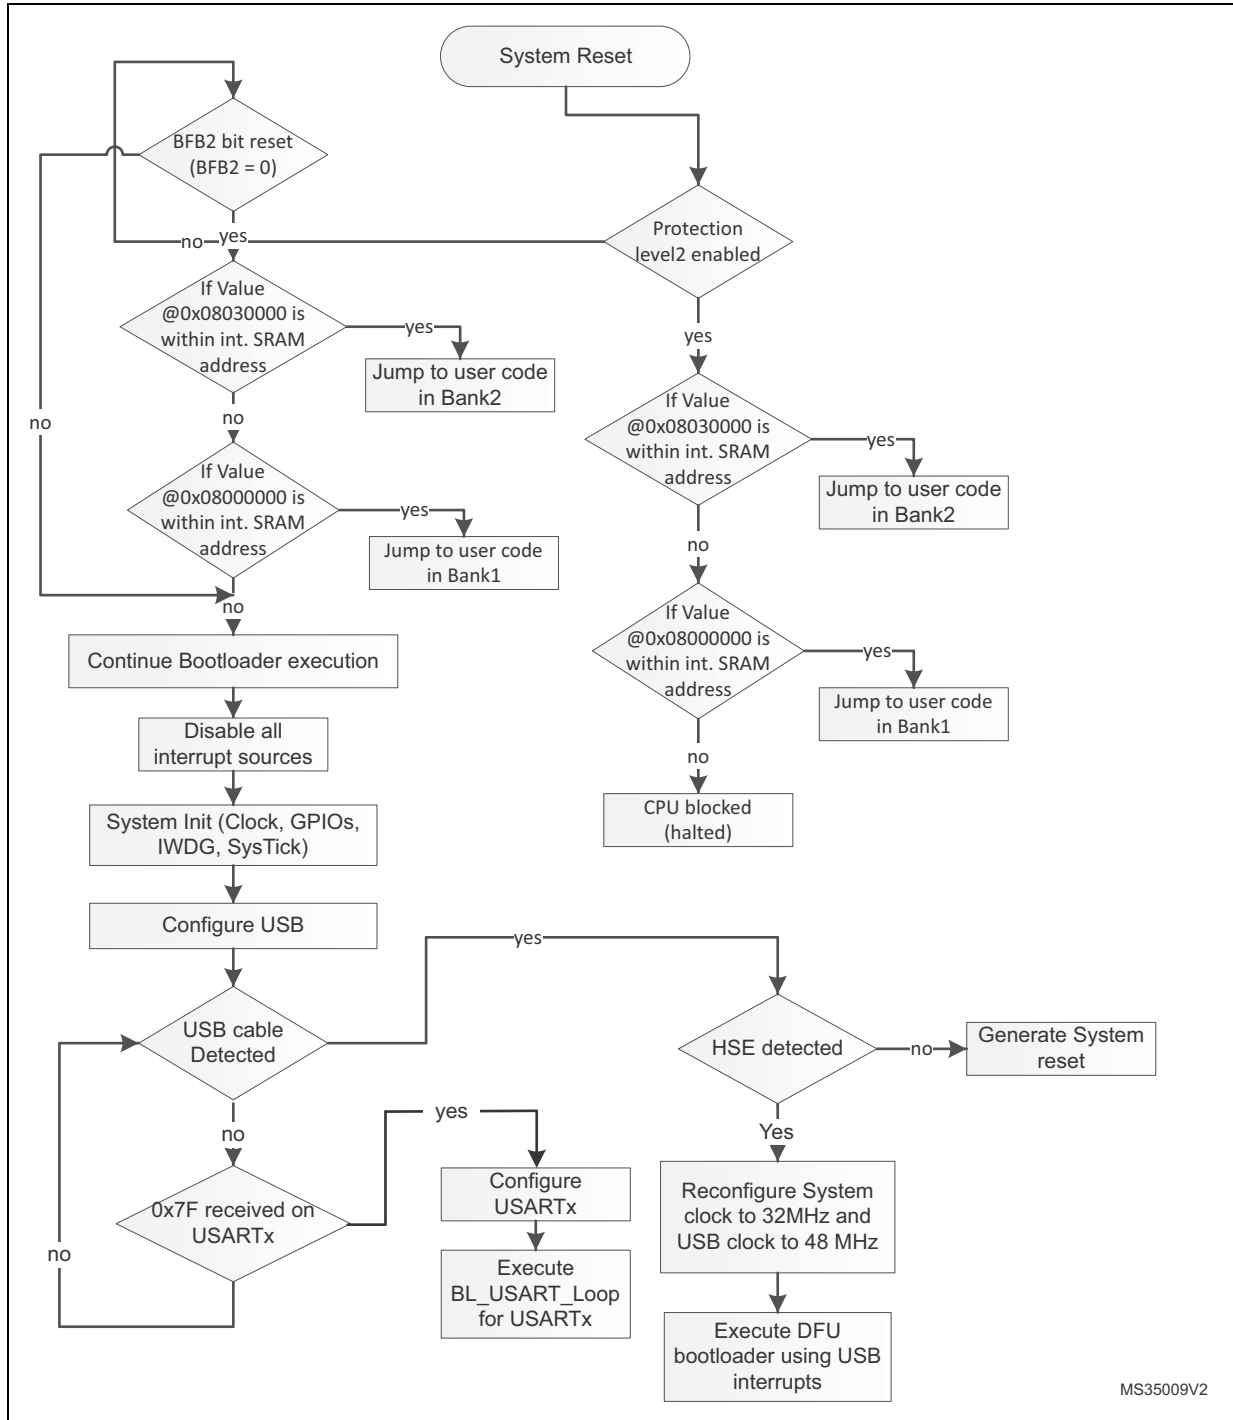 System Reset
BFB2 bit reset
(BFB2 = 0)
Protection
level2 enabled
no
yes
If Value
@0x08030000 is
within int. SRAM
address
yes
Jump to user code
in Bank2
no
no
If Value
@0x08000000 is
within int. SRAM
address
yes
Jump to user code
in Bank1
no
yes
If Value
@0x08030000 is
within int. SRAM
address
yes
Jump to user code
in Bank2
no
If Value
@0x08000000 is
within int. SRAM
address
yes
Jump to user code
in Bank1
no
CPU blocked
(halted)
Continue Bootloader execution
Disable all
interrupt sources
System Init (Clock, GPIOs,
IWDG, SysTick)
Configure USB
USB cable
Detected
yes
HSE detected
no
Generate System
reset
no
0x7F received on
USARTx
no
yes
Configure
USARTx
Execute
BL_USART_Loop
for USARTx
Yes
Reconfigure System
clock to 32MHz and
USB clock to 48 MHz
Execute DFU
bootloader using USB
interrupts
MS35009V2